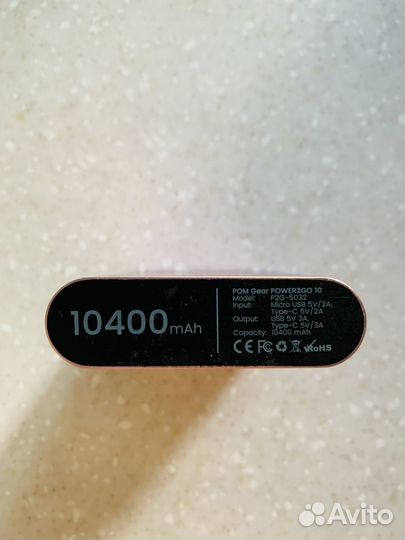 10400mAh
POM Gear POWER2GO 10
Model: P2G-5032
Input: Micro USB 5V/2A,
Type-C 5V/2A
Output: USB 5V 3A,
Type-C 5V/3A
Capacity: 10400 mAh
CE FC RoHS
Avito